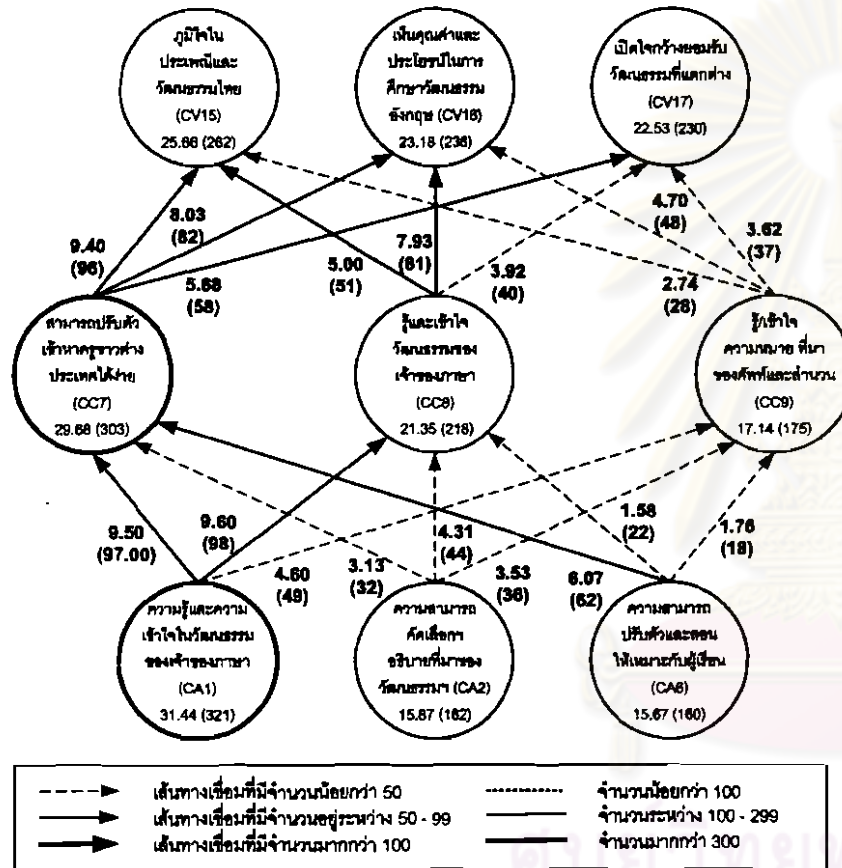 ภูมิใจใน
ประเพณีและ
วัฒนธรรมไทย
(CV15)
25.66 (262)
เห็นคุณค่าและ
ประโยชน์ในการ
ศึกษาวัฒนธรรม
อังกฤษ (CV16)
23.18 (236)
เปิดใจกว้างยอมรับ
วัฒนธรรมที่แตกต่าง
(CV17)
22.53 (230)
9.40
(96)
8.03
(82)
5.68
(58)
5.00
(51)
7.93
(81)
3.92
(40)
4.70
(48)
2.74
(28)
3.62
(37)
สามารถปรับตัว
เข้าหาครูชาวต่าง
ประเทศได้ง่าย
(CC7)
29.68 (303)
รู้และเข้าใจ
วัฒนธรรมของ
เจ้าของภาษา
(CC8)
21.35 (218)
รู้/เข้าใจ
ความหมาย ที่มา
ของศัพท์และสำนวน
(CC9)
17.14 (175)
9.50
(97.00)
9.60
(98)
4.60
(49)
3.13
(32)
4.31
(44)
3.53
(36)
6.07
(62)
1.58
(22)
1.76
(18)
ความรู้และความ
เข้าใจในวัฒนธรรม
ของเจ้าของภาษา
(CA1)
31.44 (321)
ความสามารถ
คัดเลือกฯ
อธิบายที่มาของ
วัฒนธรรมฯ (CA2)
15.87 (162)
ความสามารถ
ปรับตัวและสอน
ให้เหมาะกับผู้เรียน
(CA6)
15.67 (160)
เส้นทางเชื่อมที่มีจำนวนน้อยกว่า 50
เส้นทางเชื่อมที่มีจำนวนอยู่ระหว่าง 50 - 99
เส้นทางเชื่อมที่มีจำนวนมากกว่า 100
จำนวนน้อยกว่า 100
จำนวนระหว่าง 100 - 299
จำนวนมากกว่า 300